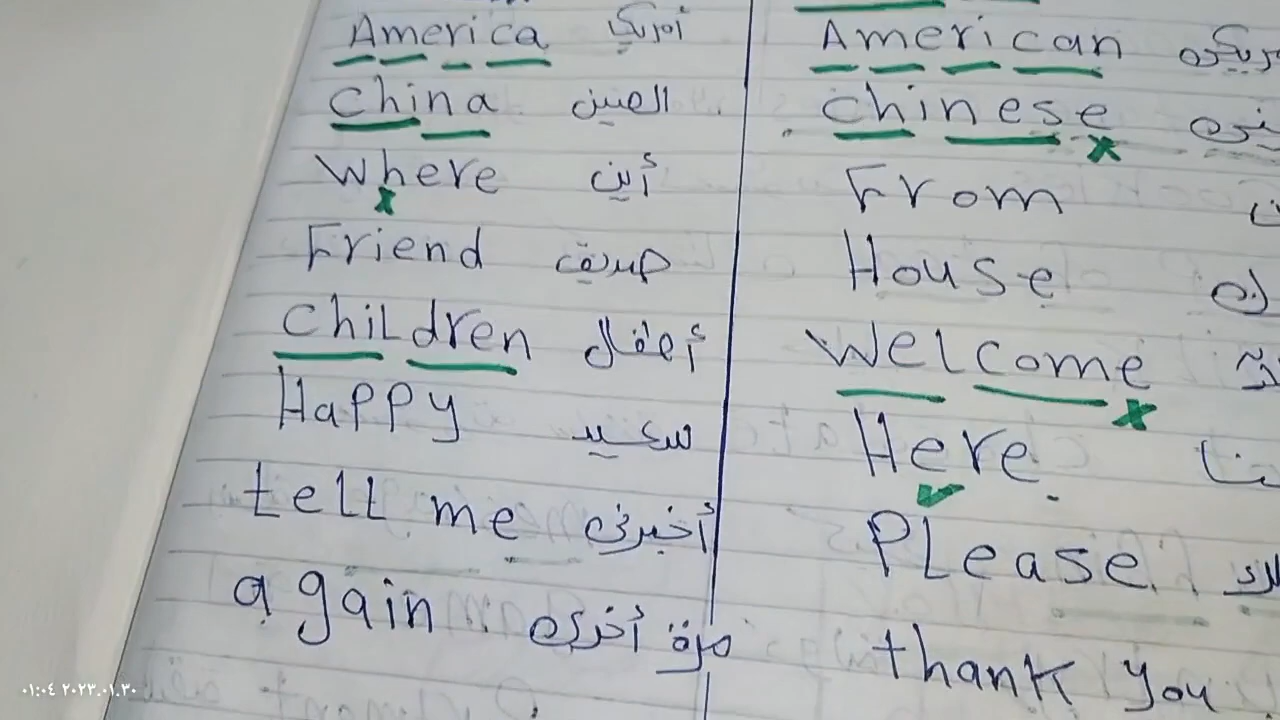 America أمريكا American
China الصين Chinese
Where أين From
Friend صديق House
Children أطفال Welcome
Happy سعيد Here
tell me أخبرنى Please
again مرة أخرى thank you
٠١:٠٤ ٢٠٢٣.٠١.٣٠